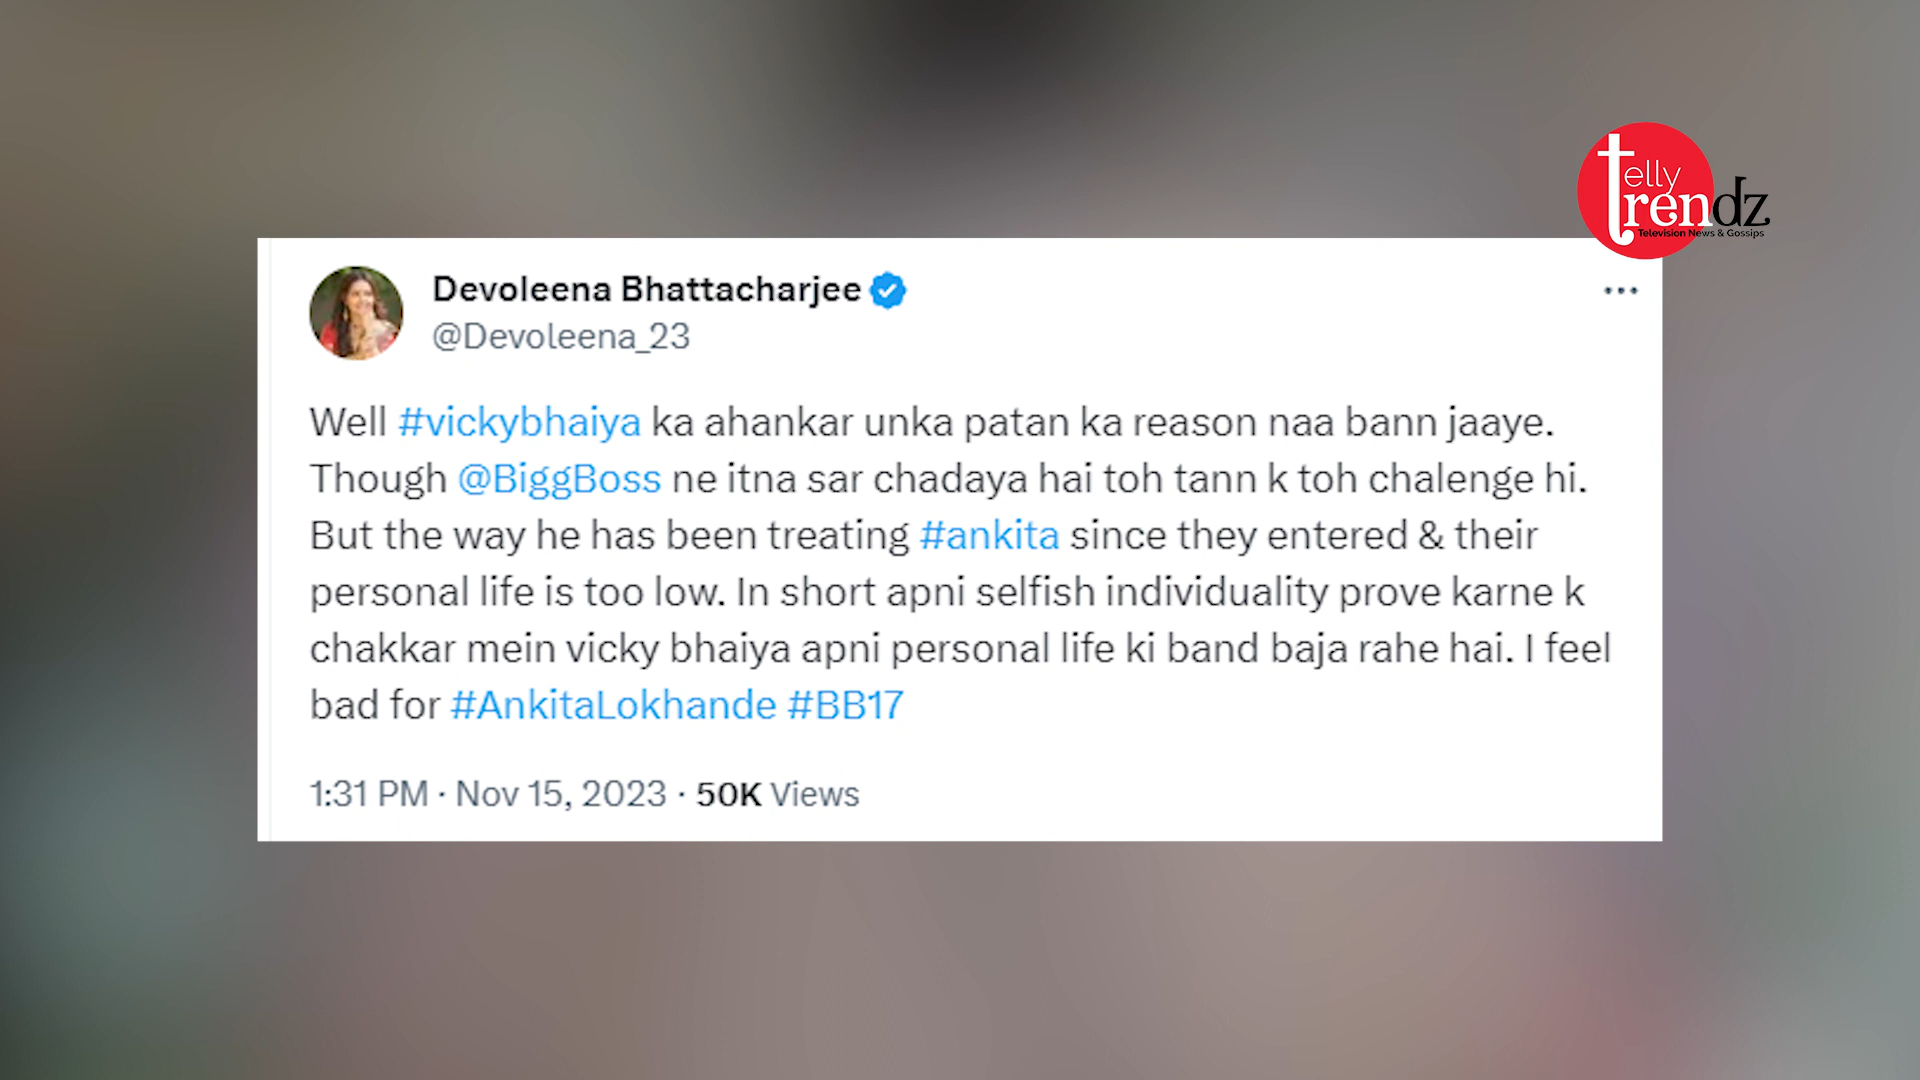 telly
trendz
Television News & Gossips
Devoleena Bhattacharjee
@Devoleena_23
Well #vickybhaiya ka ahankar unka patan ka reason naa bann jaaye.
Though @BiggBoss ne itna sar chadaya hai toh tann k toh chalenge hi.
But the way he has been treating #ankita since they entered & their
personal life is too low. In short apni selfish individuality prove karne k
chakkar mein vicky bhaiya apni personal life ki band baja rahe hai. I feel
bad for #AnkitaLokhande #BB17
1:31 PM · Nov 15, 2023 · 50K Views